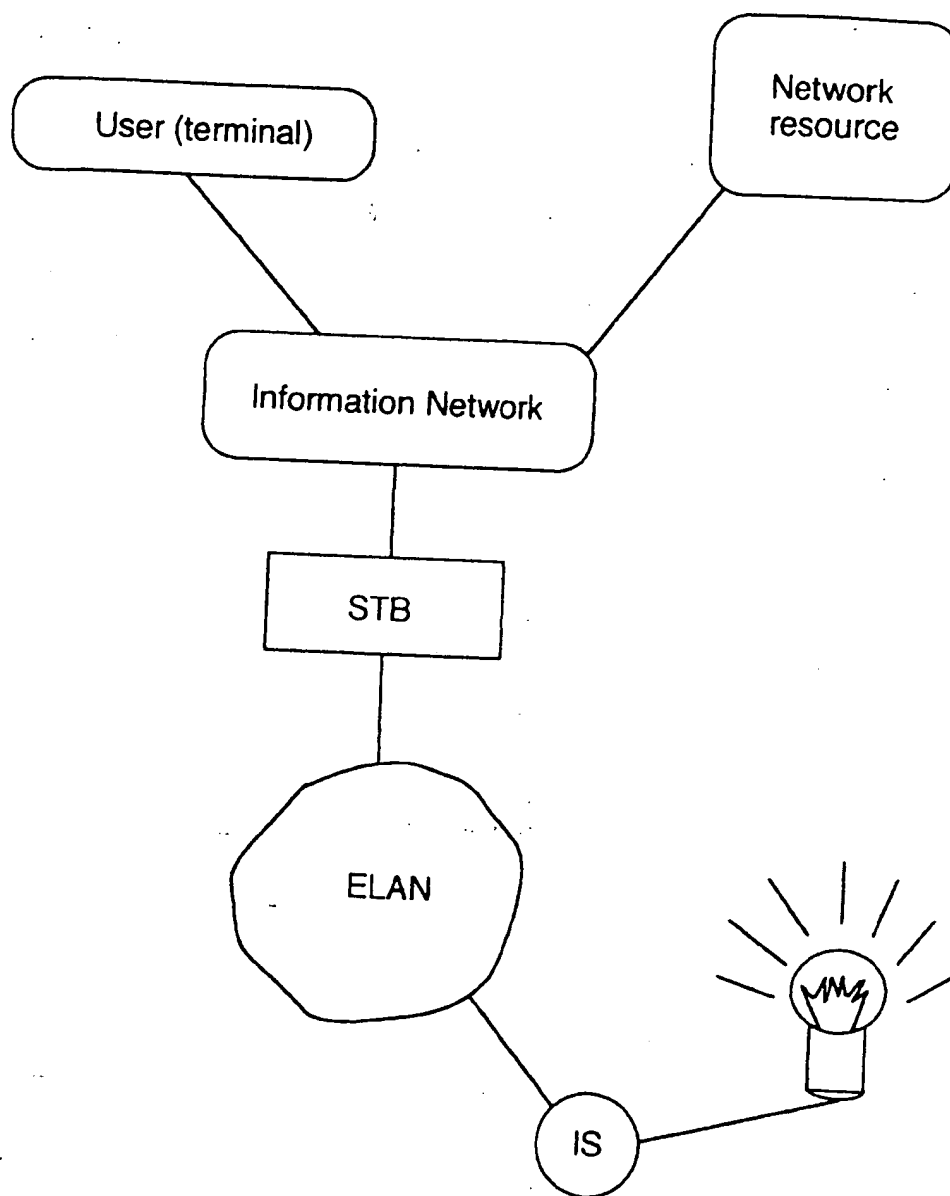 User (terminal)
Network
resource
Information Network
STB
ELAN
IS